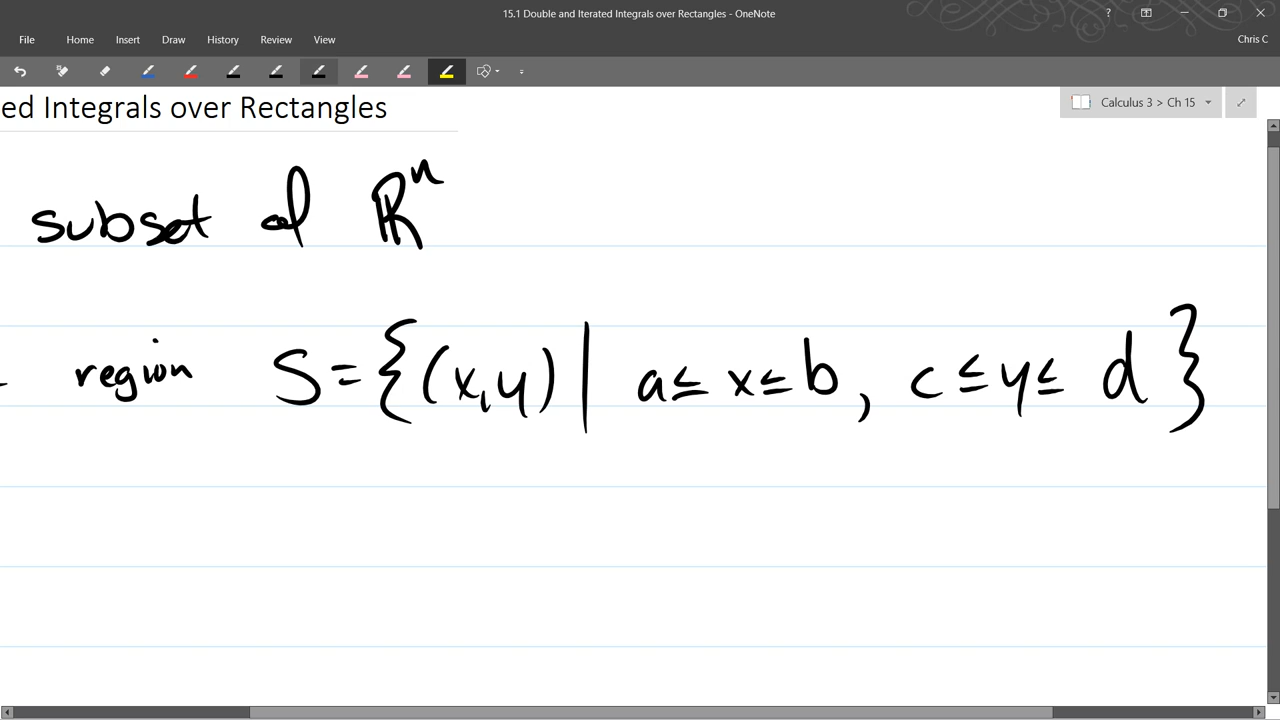 15.1 Double and Iterated Integrals over Rectangles - OneNote
?
File Home Insert Draw History Review View
Chris C
ed Integrals over Rectangles
Calculus 3 > Ch 15
subset of ℝⁿ
region S = {(x,y) | a ≤ x ≤ b, c ≤ y ≤ d}